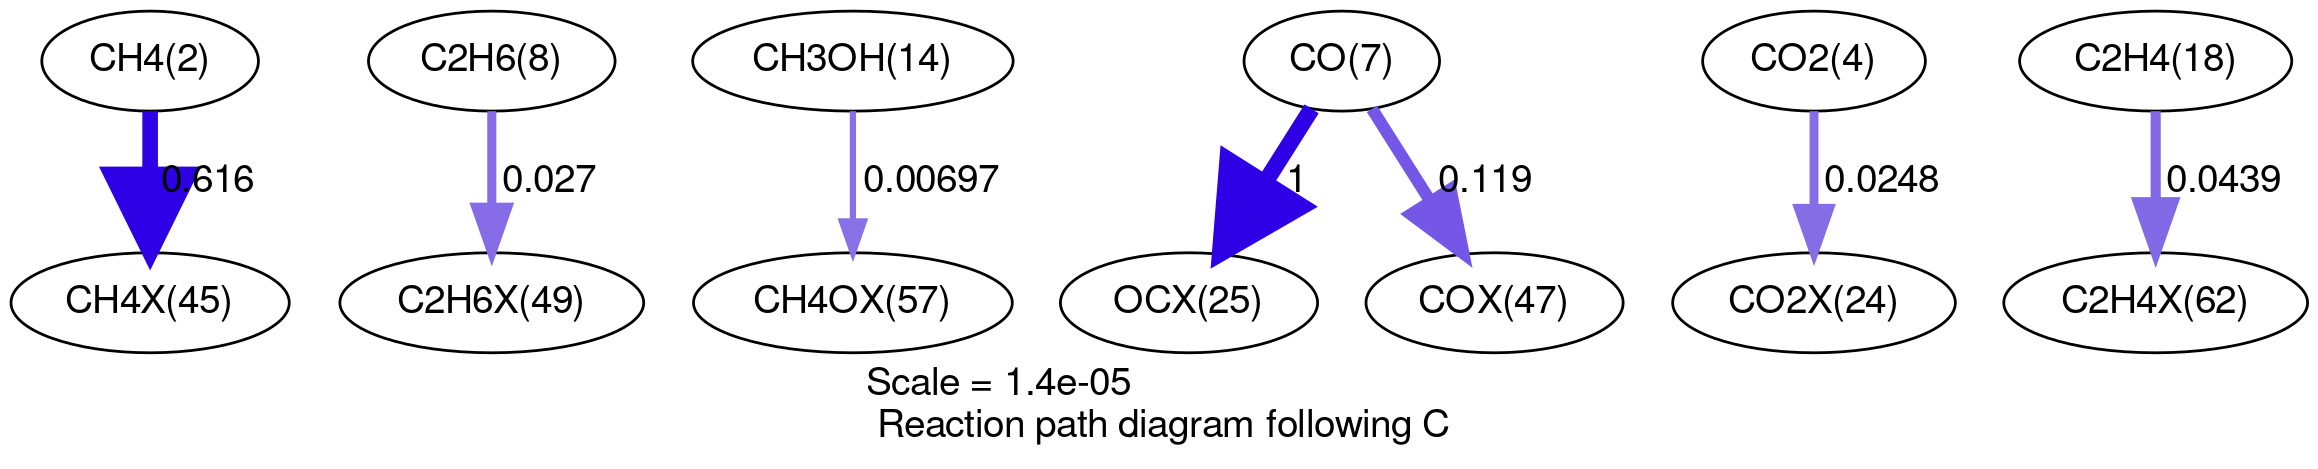 CH4(2)
C2H6(8)
CH3OH(14)
CO(7)
CO2(4)
C2H4(18)
0.616
0.027
0.00697
1
0.119
0.0248
0.0439
CH4X(45)
C2H6X(49)
CH4OX(57)
OCX(25)
COX(47)
CO2X(24)
C2H4X(62)
Scale = 1.4e-05
Reaction path diagram following C